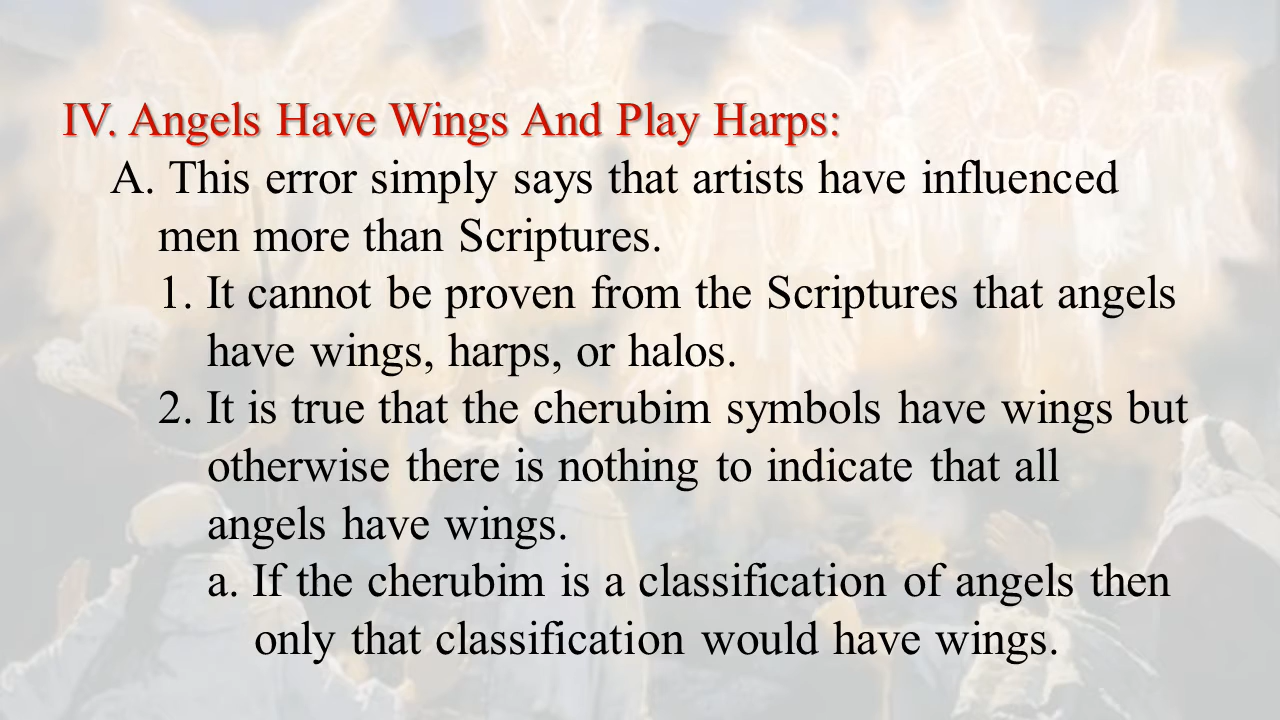 IV. Angels Have Wings And Play Harps:
A. This error simply says that artists have influenced
men more than Scriptures.
1. It cannot be proven from the Scriptures that angels
have wings, harps, or halos.
2. It is true that the cherubim symbols have wings but
otherwise there is nothing to indicate that all
angels have wings.
a. If the cherubim is a classification of angels then
only that classification would have wings.